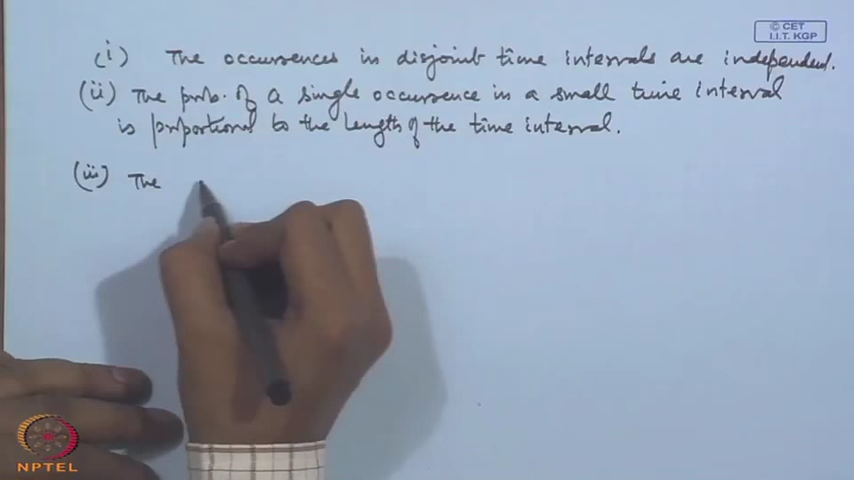 © CET
I.I.T. KGP
(i) The occurrences in disjoint time intervals are independent.
(ii) The prob. of a single occurrence in a small time interval
is proportional to the length of the time interval.
(iii) The
NPTEL